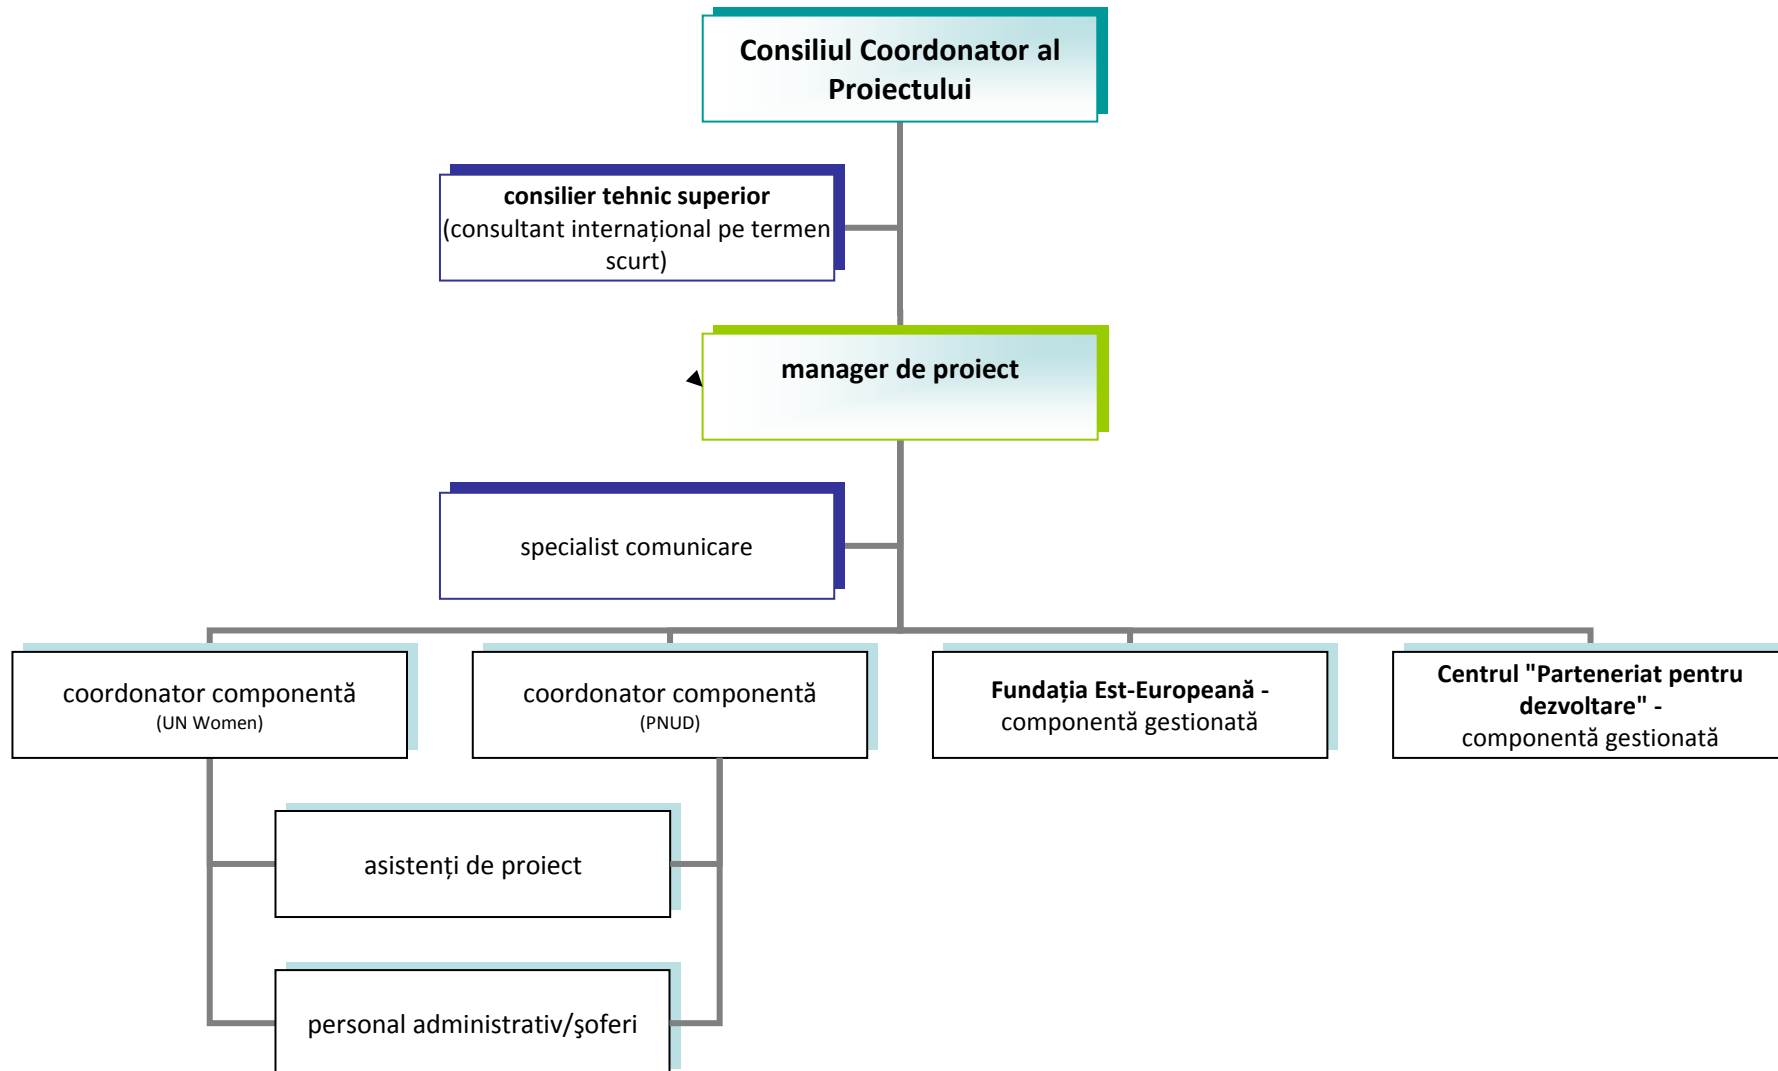 Consiliul Coordonator al
Proiectului
consilier tehnic superior
(consultant internațional pe termen
scurt)
manager de proiect
specialist comunicare
coordonator componentă
(UN Women)
coordonator componentă
(PNUD)
Fundația Est-Europeană -
componentă gestionată
Centrul "Parteneriat pentru
dezvoltare" -
componentă gestionată
asistenți de proiect
personal administrativ/şoferi